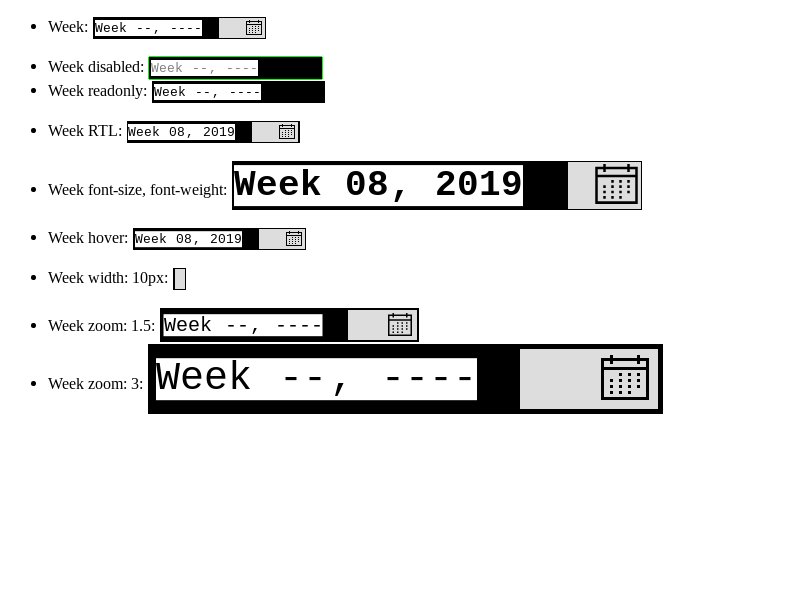 Week: Week --, ----
Week disabled: Week --, ----
Week readonly: Week --, ----
Week RTL: Week 08, 2019
Week font-size, font-weight: Week 08, 2019
Week hover: Week 08, 2019
Week width: 10px:
Week zoom: 1.5: Week --, ----
Week zoom: 3: Week --, ----